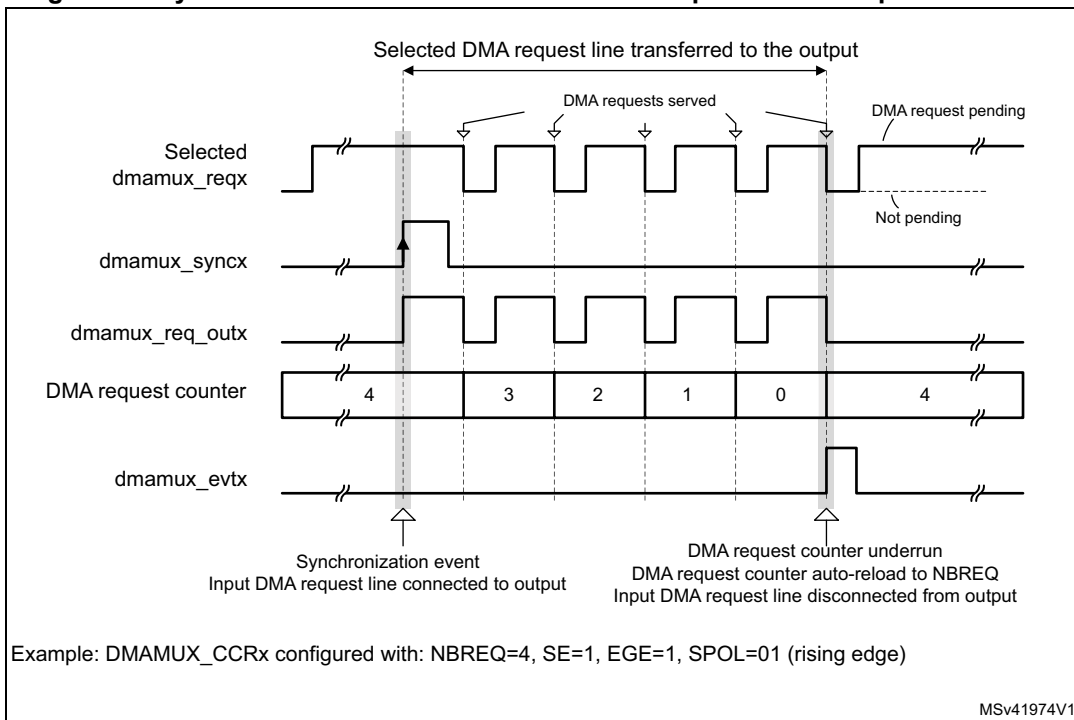 Selected DMA request line transferred to the output
DMA requests served
DMA request pending
Selected
dmamux_reqx
Not pending
dmamux_syncx
dmamux_req_outx
DMA request counter
4
3
2
1
0
4
dmamux_evtx
Synchronization event
Input DMA request line connected to output
DMA request counter underrun
DMA request counter auto-reload to NBREQ
Input DMA request line disconnected from output
Example: DMAMUX_CCRx configured with: NBREQ=4, SE=1, EGE=1, SPOL=01 (rising edge)
MSv41974V1